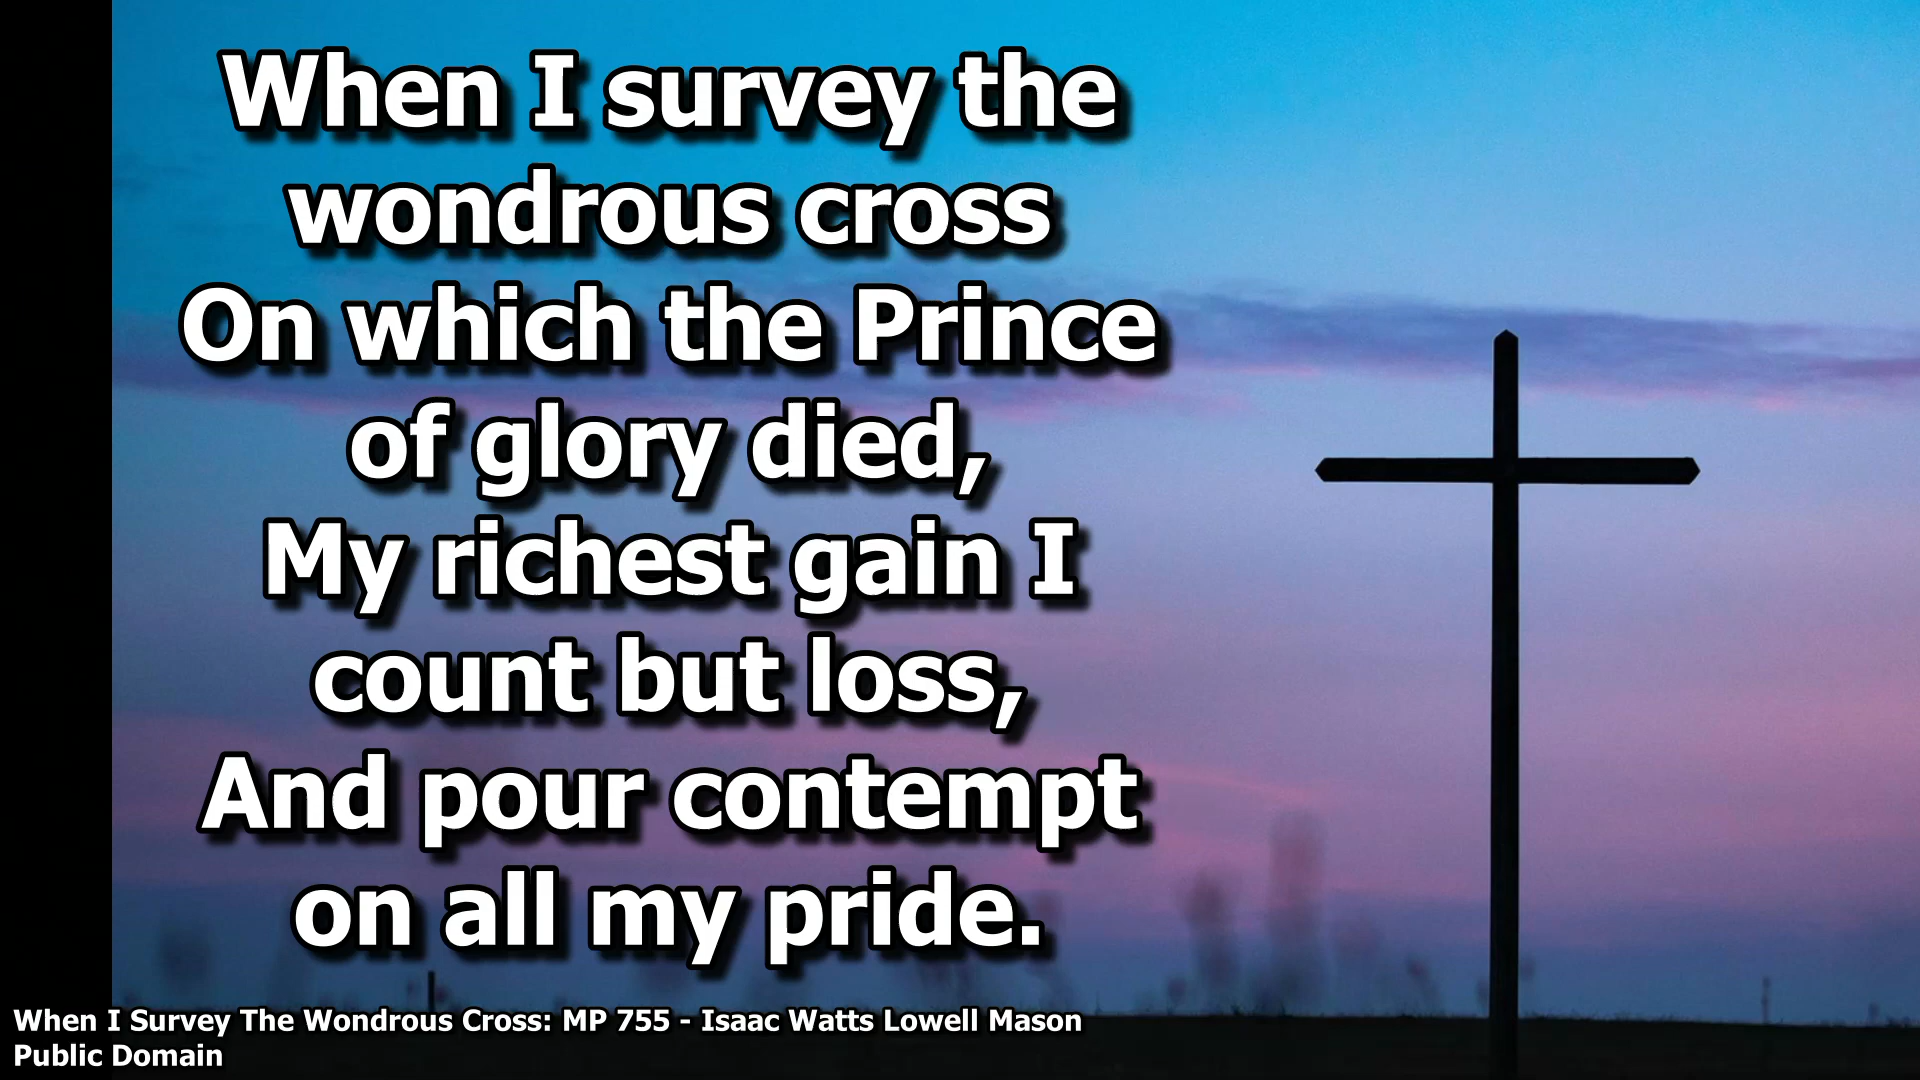 When I survey the
wondrous cross
On which the Prince
of glory died,
My richest gain I
count but loss,
And pour contempt
on all my pride.
When I Survey The Wondrous Cross: MP 755 - Isaac Watts Lowell Mason
Public Domain